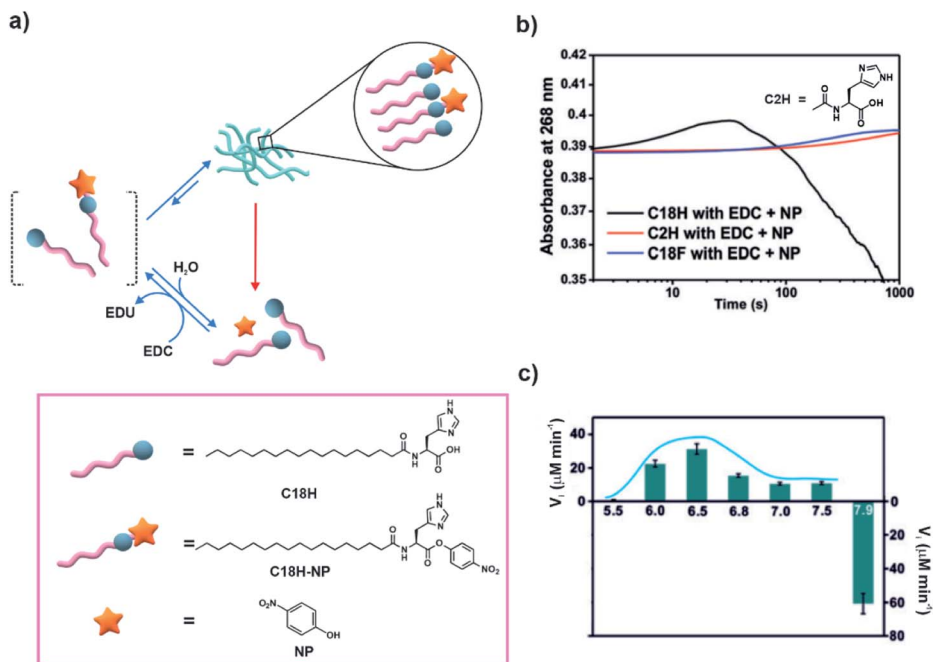 a)
H₂O
EDU
EDC
=
N
NH
O
N
H
OH
O
C18H
=
N
NH
O
N
H
O
O
NO₂
C18H-NP
=
NO₂
OH
NP
b)
0.42
0.41
0.40
0.39
0.38
0.37
0.36
0.35
Absorbance at 268 nm
C2H =
N
NH
O
N
H
OH
O
C18H with EDC + NP
C2H with EDC + NP
C18F with EDC + NP
10 100 1000
Time (s)
c)
40
20
0
Vᵢ (µM min⁻¹)
5.5 6.0 6.5 6.8 7.0 7.5 7.9
0
20
40
60
80
Vᵢ (µM min⁻¹)